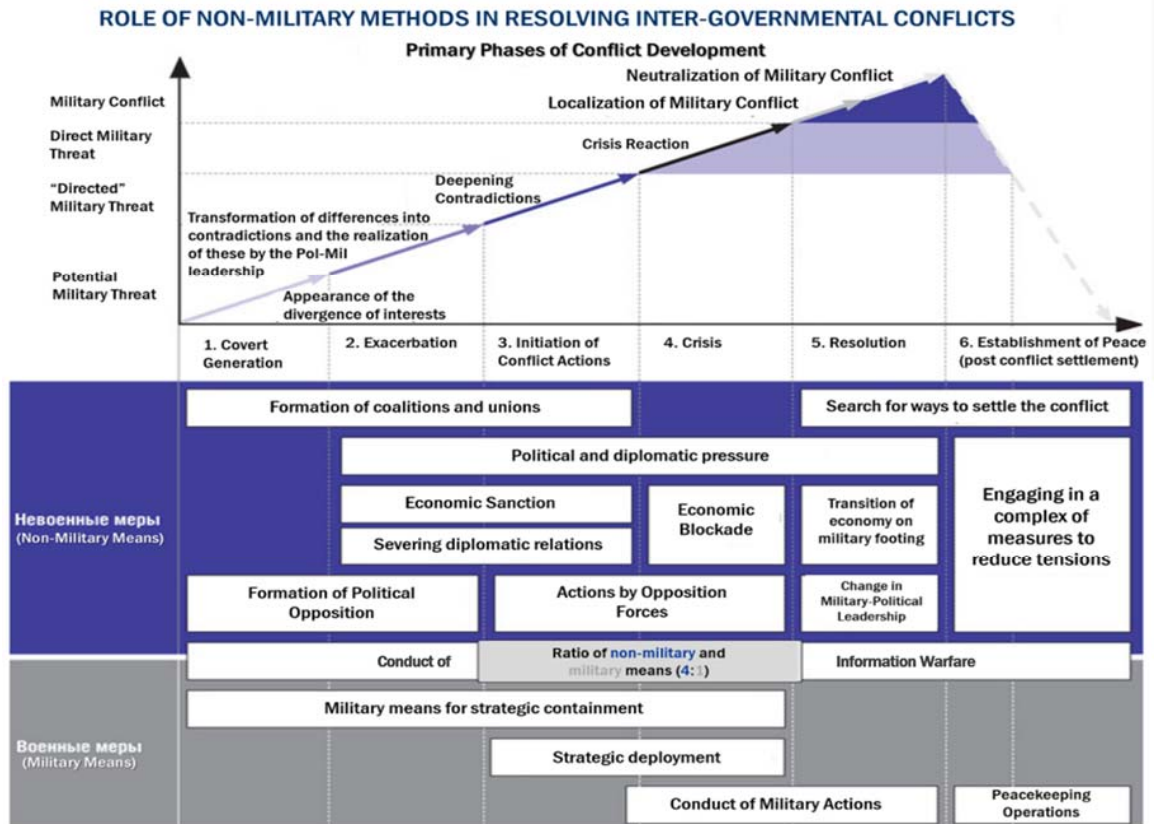 ROLE OF NON-MILITARY METHODS IN RESOLVING INTER-GOVERNMENTAL CONFLICTS
Primary Phases of Conflict Development
Neutralization of Military Conflict
Military Conflict
Localization of Military Conflict
Direct Military
Threat
Crisis Reaction
"Directed"
Military Threat
Deepening
Contradictions
Transformation of differences into
contradictions and the realization
of these by the Pol-Mil
leadership
Potential
Military Threat
Appearance of the
divergence of interests
1. Covert
Generation
2. Exacerbation
3. Initiation of
Conflict Actions
4. Crisis
5. Resolution
6. Establishment of Peace
(post conflict settlement)
Formation of coalitions and unions
Search for ways to settle the conflict
Political and diplomatic pressure
Невоенные меры
(Non-Military Means)
Economic Sanction
Severing diplomatic relations
Economic
Blockade
Transition of
economy on
military footing
Engaging in a
complex of
measures to
reduce tensions
Formation of Political
Opposition
Actions by Opposition
Forces
Change in
Military-Political
Leadership
Conduct of
Ratio of non-military and
military means (4:1)
Information Warfare
Военные меры
(Military Means)
Military means for strategic containment
Strategic deployment
Conduct of Military Actions
Peacekeeping
Operations